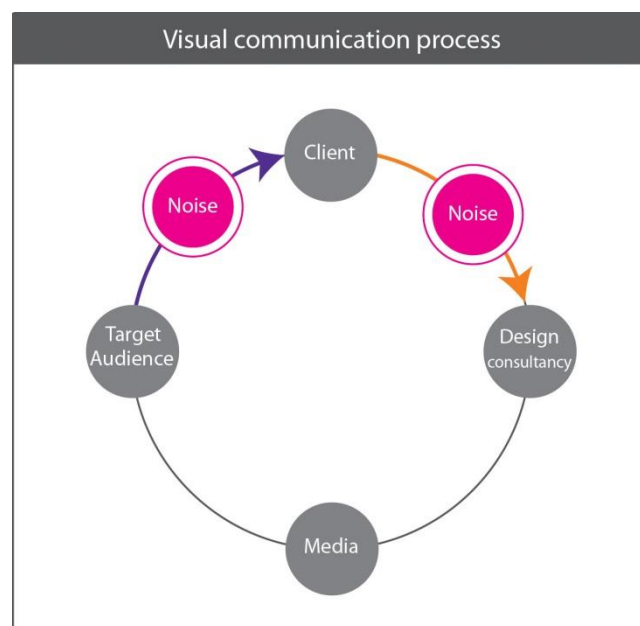 Visual communication process
Client
Noise
Noise
Target
Audience
Design
consultancy
Media